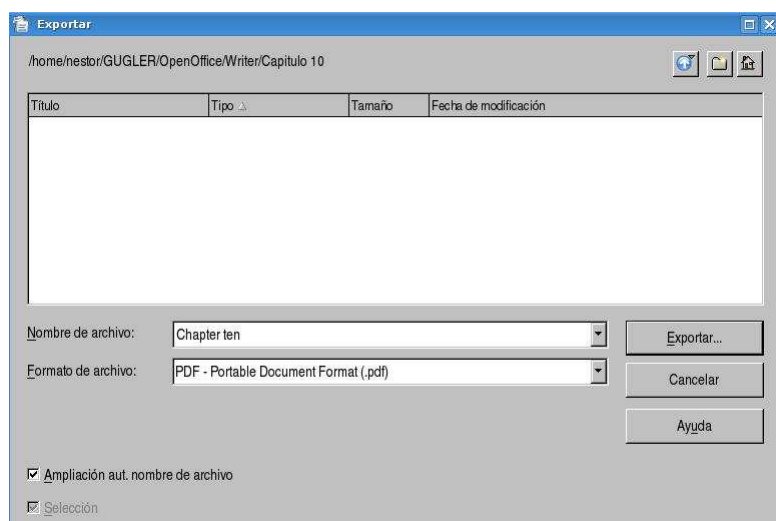 Exportar
/home/nestor/GUGLER/OpenOffice/Writer/Capitulo 10
Título Tipo Tamaño Fecha de modificación
Nombre de archivo: Chapter ten Exportar...
Formato de archivo: PDF - Portable Document Format (.pdf) Cancelar
Ayuda
Ampliación aut. nombre de archivo
Selección